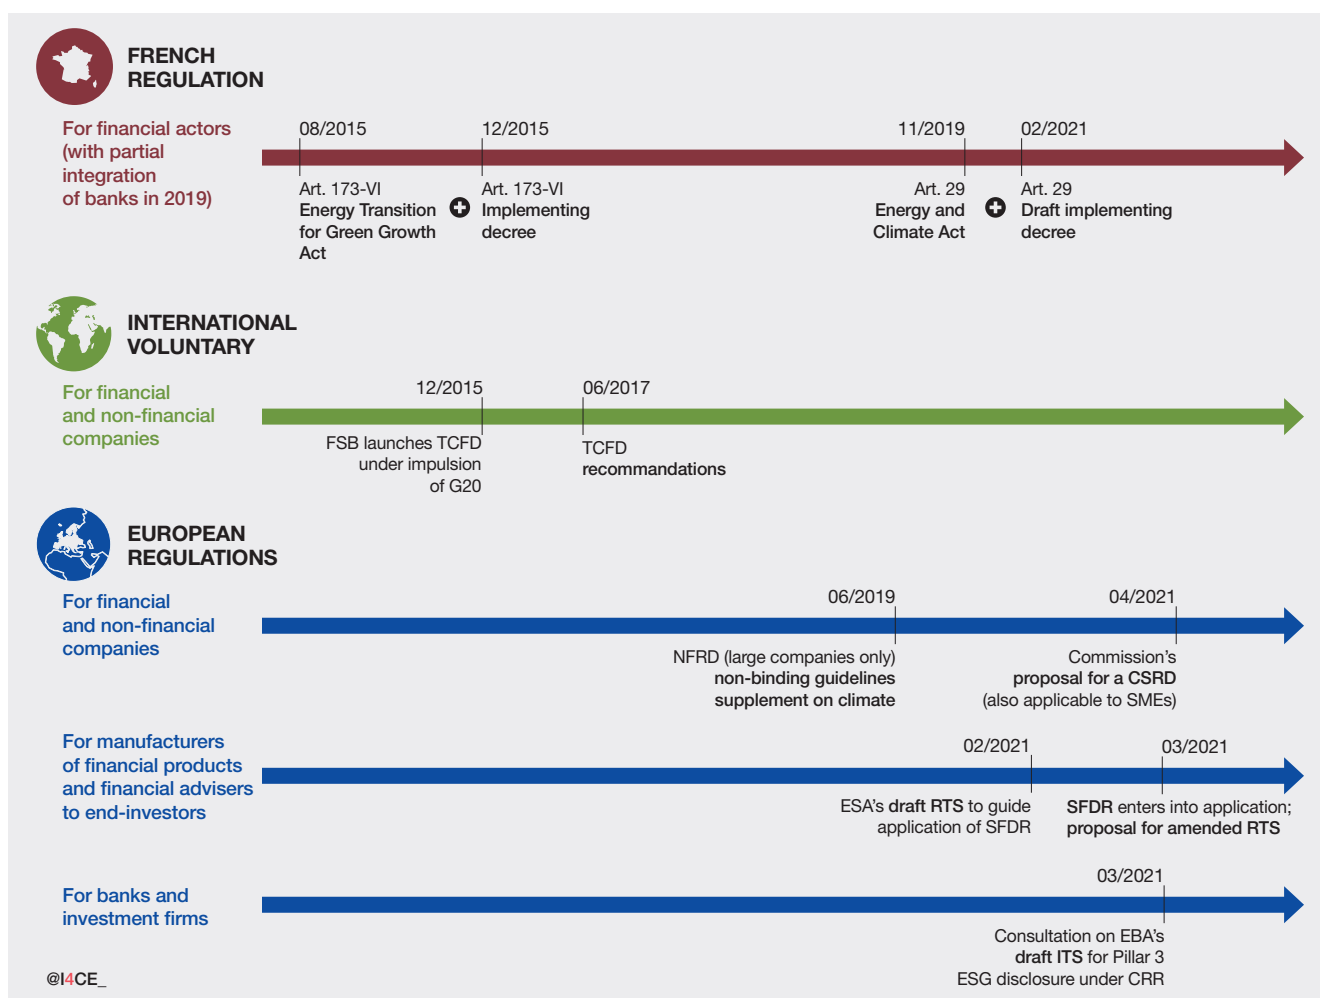 FRENCH
REGULATION
For financial actors
(with partial
integration
of banks in 2019)
08/2015
12/2015
11/2019
02/2021
Art. 173-VI
Energy Transition
for Green Growth
Act
Art. 173-VI
Implementing
decree
Art. 29
Energy and
Climate Act
Art. 29
Draft implementing
decree
INTERNATIONAL
VOLUNTARY
For financial
and non-financial
companies
12/2015
06/2017
FSB launches TCFD
under impulsion
of G20
TCFD
recommandations
EUROPEAN
REGULATIONS
For financial
and non-financial
companies
06/2019
04/2021
NFRD (large companies only)
non-binding guidelines
supplement on climate
Commission's
proposal for a CSRD
(also applicable to SMEs)
For manufacturers
of financial products
and financial advisers
to end-investors
02/2021
03/2021
ESA's draft RTS to guide
application of SFDR
SFDR enters into application;
proposal for amended RTS
For banks and
investment firms
03/2021
Consultation on EBA's
draft ITS for Pillar 3
ESG disclosure under CRR
@I4CE_